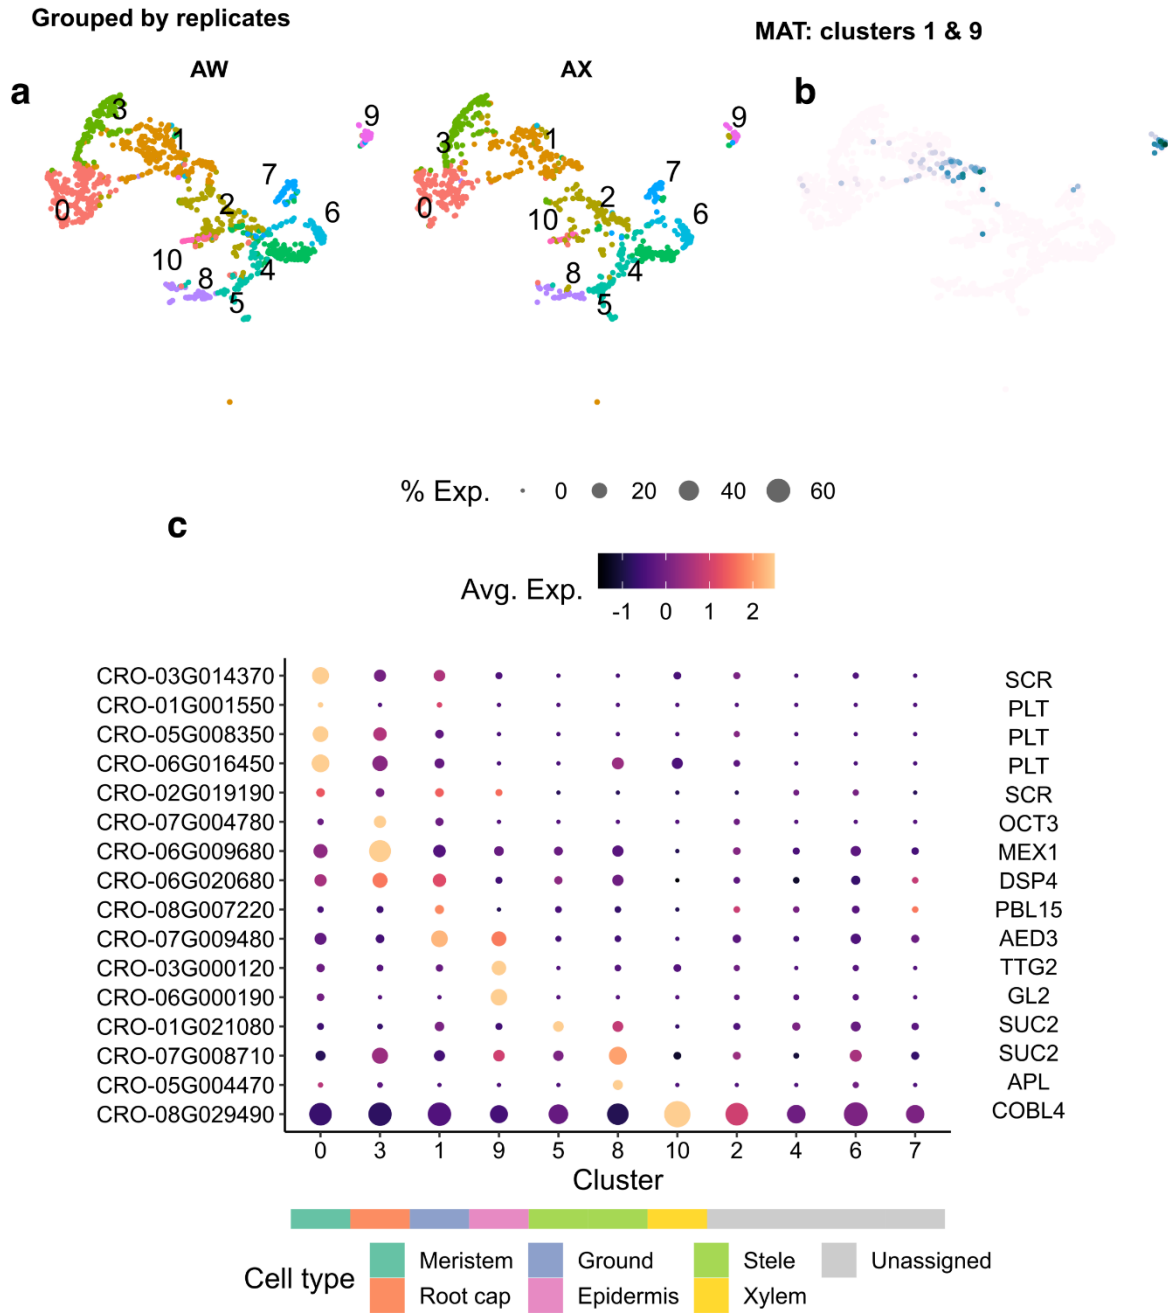 Grouped by replicates
MAT: clusters 1 & 9
AW
AX
a
b
3
1
0
2
7
6
9
10
8
4
5
3
1
0
2
7
6
9
10
8
4
5
% Exp. 0 20 40 60
c
Avg. Exp.
-1 0 1 2
CRO-03G014370 SCR
CRO-01G001550 PLT
CRO-05G008350 PLT
CRO-06G016450 PLT
CRO-02G019190 SCR
CRO-07G004780 OCT3
CRO-06G009680 MEX1
CRO-06G020680 DSP4
CRO-08G007220 PBL15
CRO-07G009480 AED3
CRO-03G000120 TTG2
CRO-06G000190 GL2
CRO-01G021080 SUC2
CRO-07G008710 SUC2
CRO-05G004470 APL
CRO-08G029490 COBL4
0 3 1 9 5 8 10 2 4 6 7
Cluster
Cell type
Meristem Ground Stele Unassigned
Root cap Epidermis Xylem